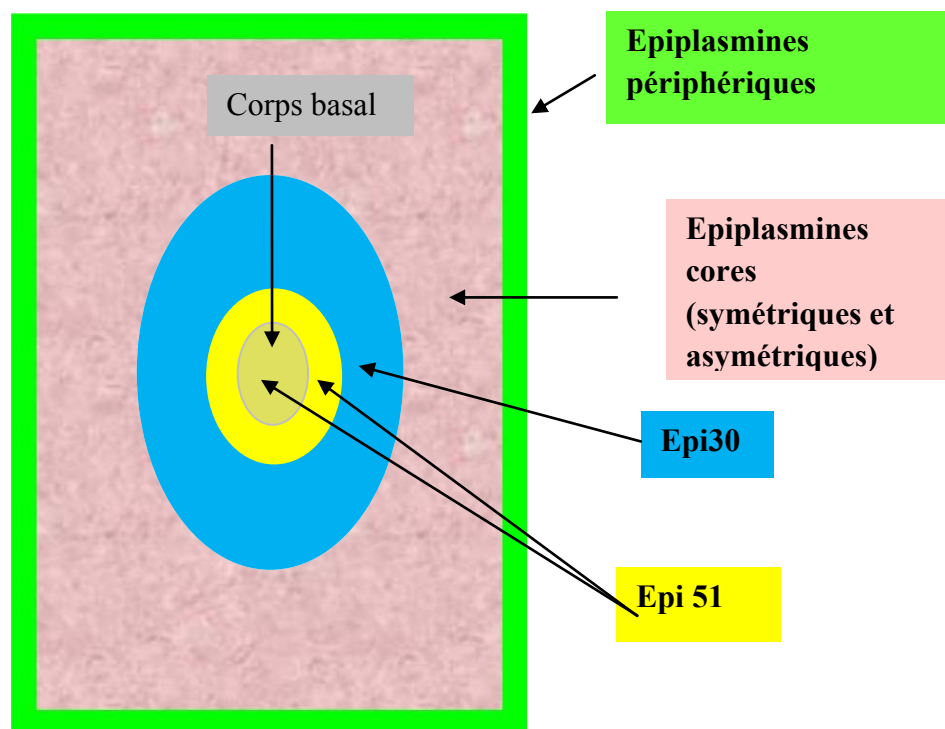 Epiplasmines
périphériques
Corps basal
Epiplasmines
cores
(symétriques et
asymétriques)
Epi30
Epi 51